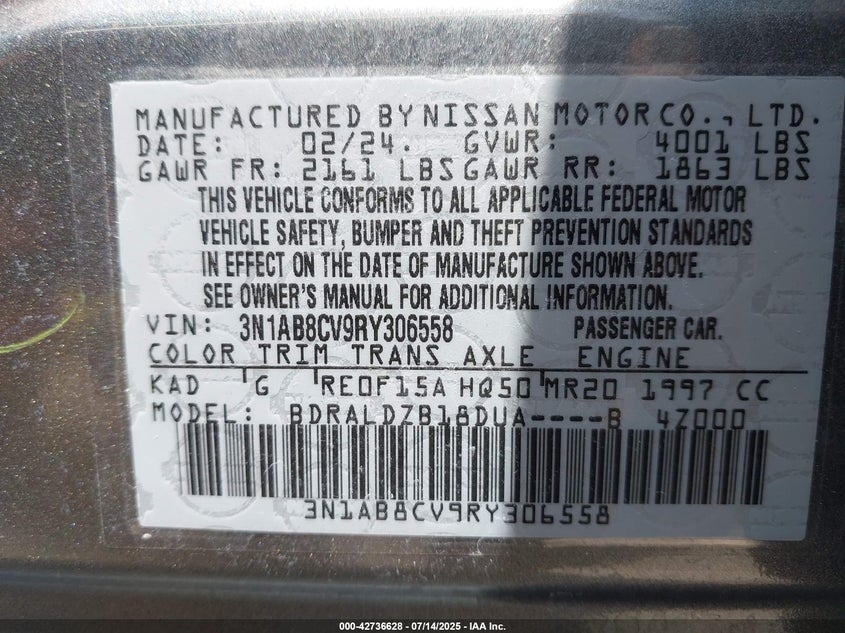 MANUFACTURED BY NISSAN MOTOR CO., LTD.
DATE: 02/24. GVWR: 4001 LBS
GAWR FR: 2161 LBS GAWR RR: 1863 LBS
THIS VEHICLE CONFORMS TO ALL APPLICABLE FEDERAL MOTOR
VEHICLE SAFETY, BUMPER AND THEFT PREVENTION STANDARDS
IN EFFECT ON THE DATE OF MANUFACTURE SHOWN ABOVE.
SEE OWNER'S MANUAL FOR ADDITIONAL INFORMATION.
VIN: 3N1AB8CV9RY306558 PASSENGER CAR.
COLOR TRIM TRANS AXLE ENGINE
KAD G RE0F15A HQ50 MR20 1997 CC
MODEL: BDRALDZB18DUA----B 4Z000
3N1AB8CV9RY306558
000-42736628 - 07/14/2025 - IAA Inc.